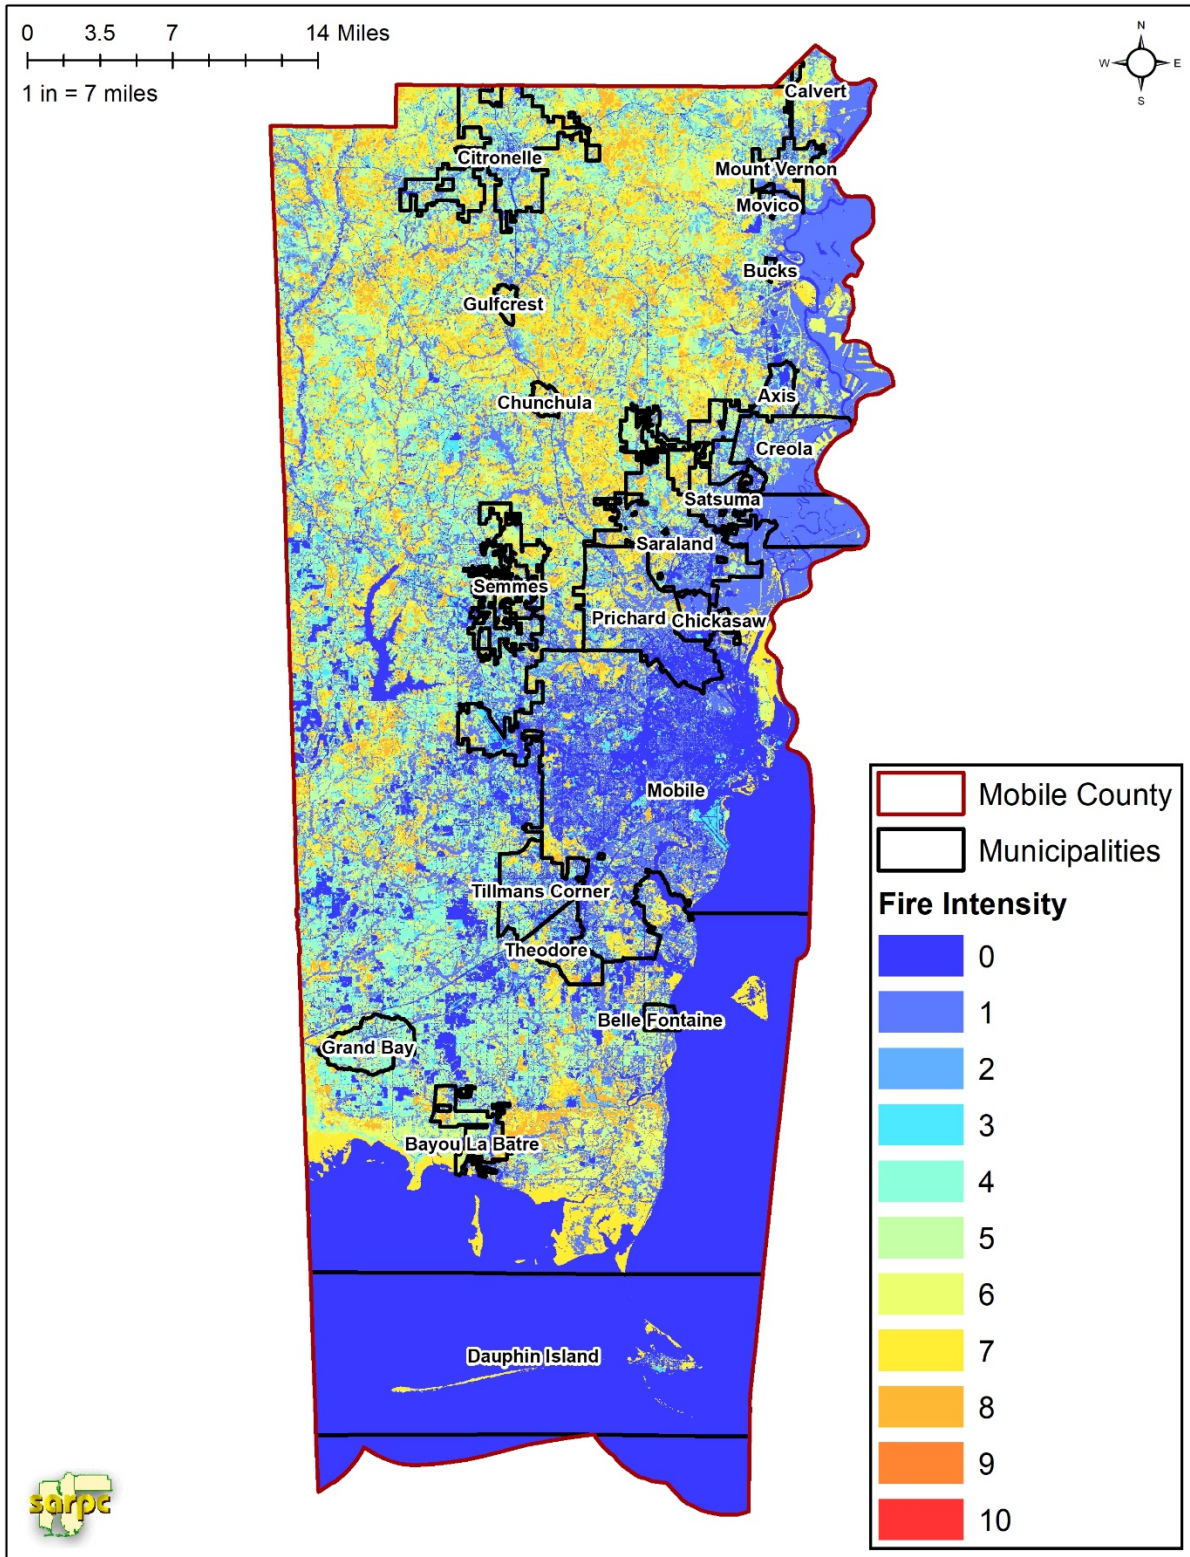 0 3.5 7 14 Miles
1 in = 7 miles
N
W E
S
Calvert
Citronelle
Mount Vernon
Movico
Bucks
Gulfcrest
Axis
Chunchula
Creola
Satsuma
Saraland
Semmes
Prichard
Chickasaw
Mobile
Tillmans Corner
Theodore
Belle Fontaine
Grand Bay
Bayou La Batre
Dauphin Island
Mobile County
Municipalities
Fire Intensity
0
1
2
3
4
5
6
7
8
9
10
sarpc